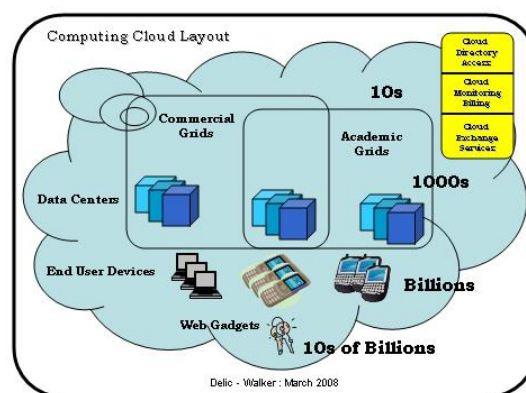 Computing Cloud Layout
Cloud
Directory
Access
Cloud
Monitoring
Billing
Cloud
Exchange
Services
10s
Commercial
Grids
Academic
Grids
Data Centers
1000s
End User Devices
Billions
Web Gadgets
10s of Billions
Delic - Walker : March 2008